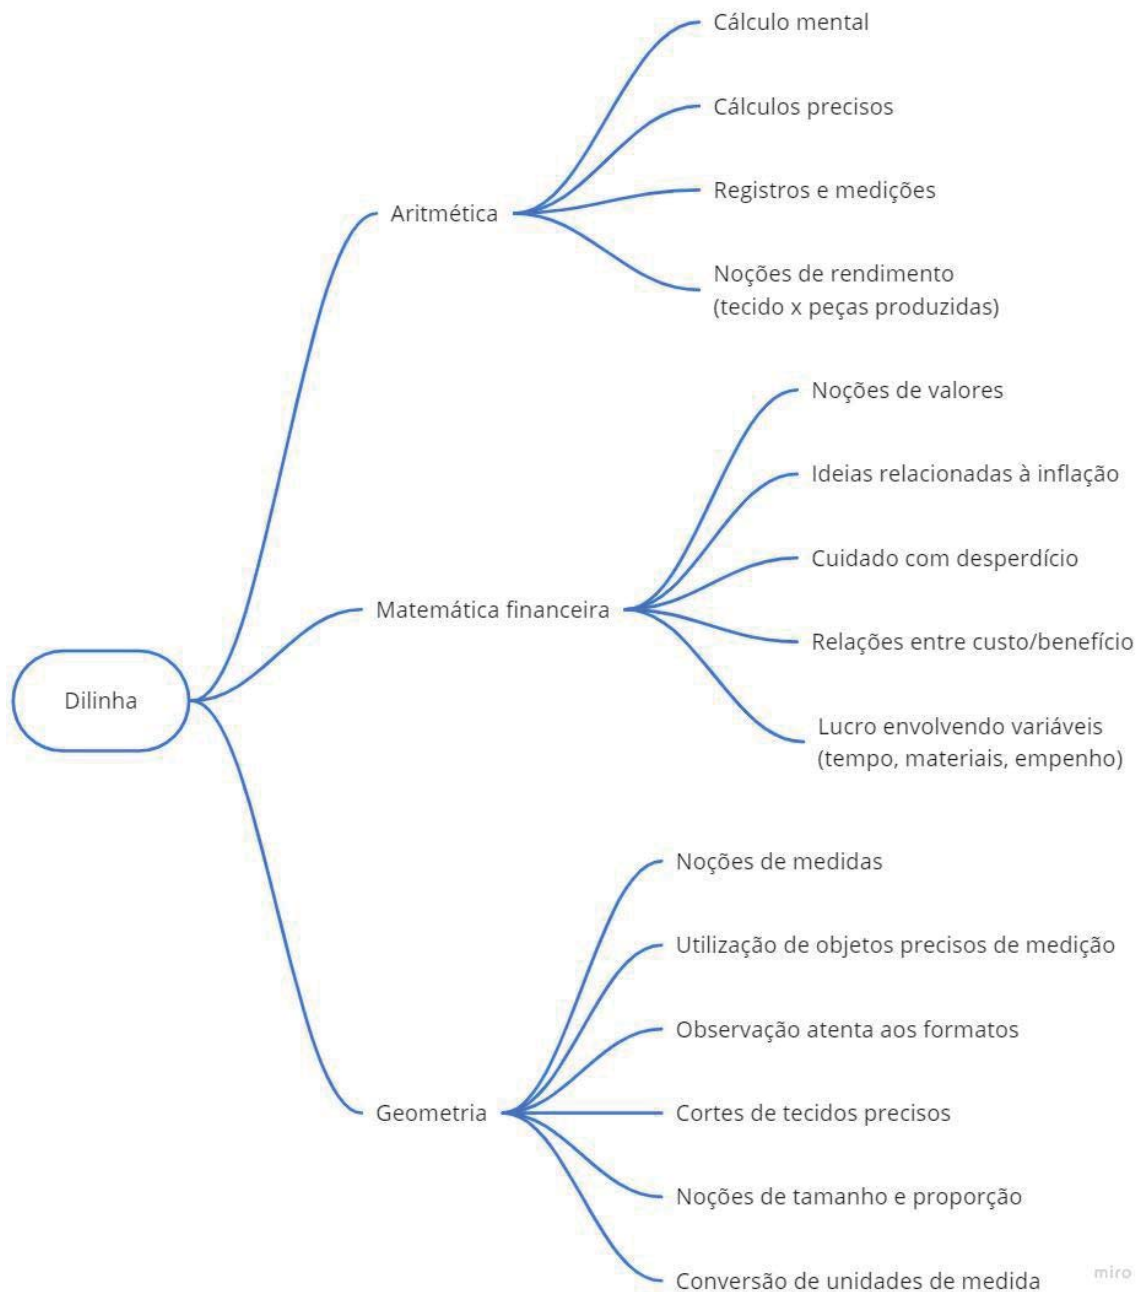 Dilinha
Aritmética
Cálculo mental
Cálculos precisos
Registros e medições
Noções de rendimento
(tecido x peças produzidas)
Matemática financeira
Noções de valores
Ideias relacionadas à inflação
Cuidado com desperdício
Relações entre custo/benefício
Lucro envolvendo variáveis
(tempo, materiais, empenho)
Geometria
Noções de medidas
Utilização de objetos precisos de medição
Observação atenta aos formatos
Cortes de tecidos precisos
Noções de tamanho e proporção
Conversão de unidades de medida
miro